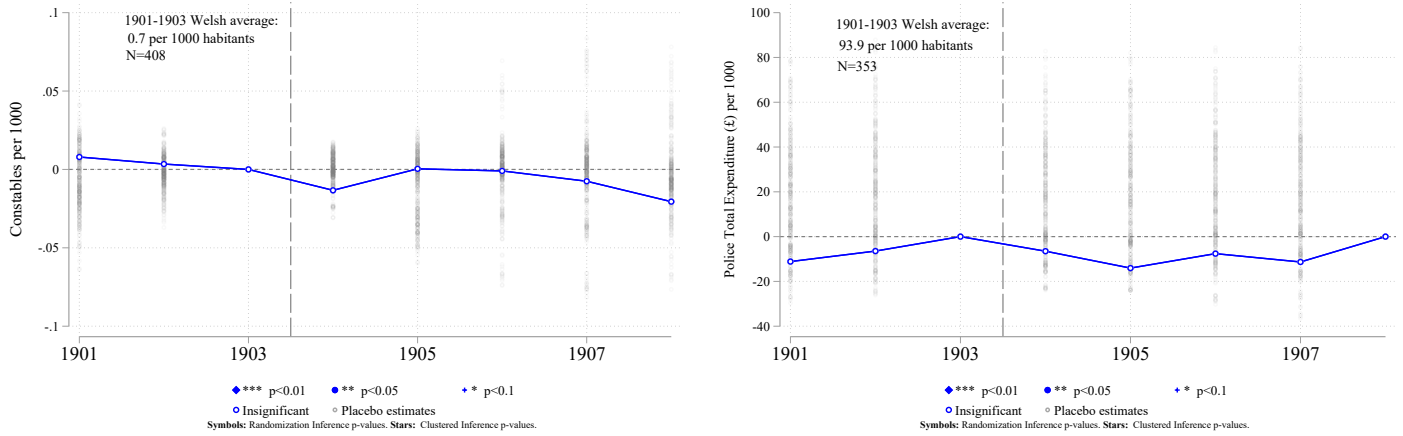 1901-1903 Welsh average:
0.7 per 1000 habitants
N=408
Constables per 1000
.1
.05
0
-.05
-.1
1901
1903
1905
1907
*** p<0.01
** p<0.05
* p<0.1
Insignificant
Placebo estimates
Symbols: Randomization Inference p-values. Stars: Clustered Inference p-values.
1901-1903 Welsh average:
93.9 per 1000 habitants
N=353
Police Total Expenditure (£) per 1000
100
80
60
40
20
0
-20
-40
1901
1903
1905
1907
*** p<0.01
** p<0.05
* p<0.1
Insignificant
Placebo estimates
Symbols: Randomization Inference p-values. Stars: Clustered Inference p-values.